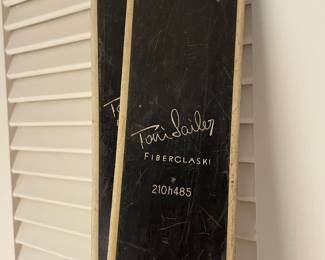 Toni Sailer
FIBERGLASKI
210h485